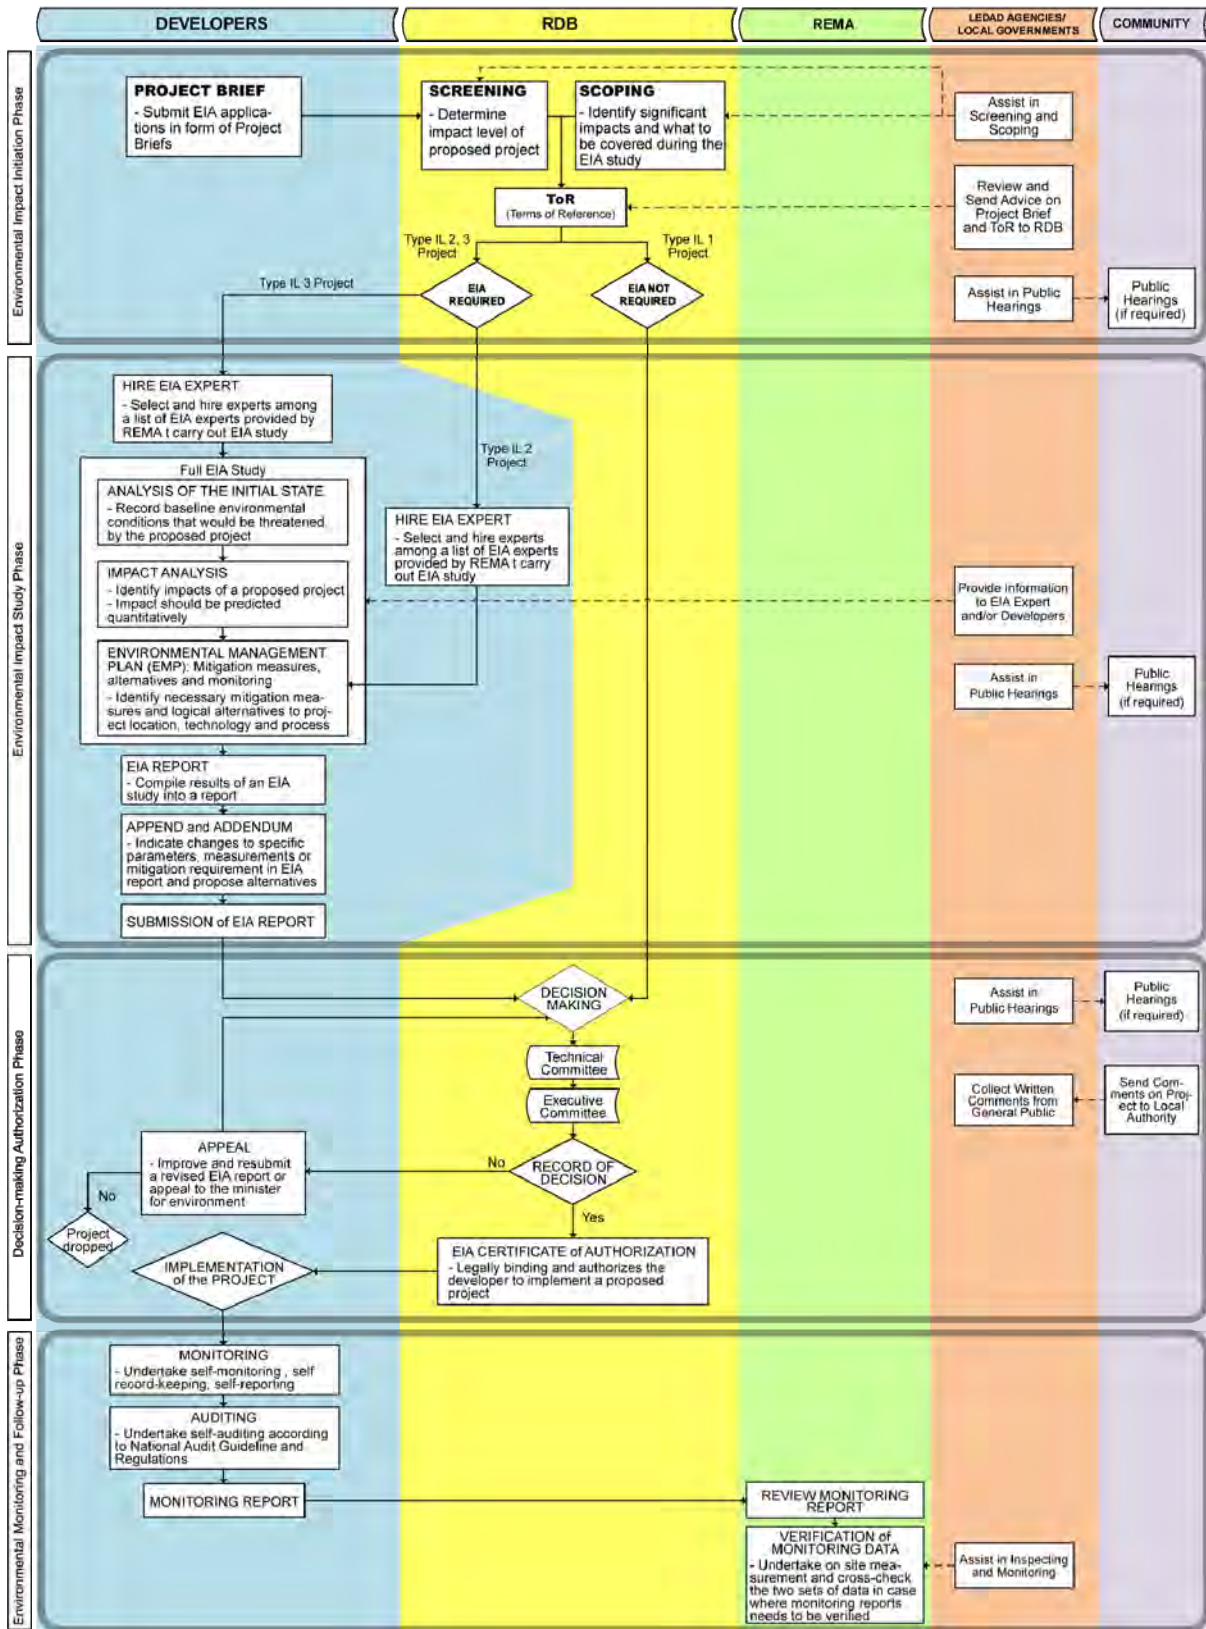 DEVELOPERS
RDB
REMA
LEDAD AGENCIES/
LOCAL GOVERNMENTS
COMMUNITY
Environmental Impact Initiation Phase
PROJECT BRIEF
- Submit EIA applica-
tions in form of Project
Briefs
SCREENING
- Determine
impact level of
proposed project
SCOPING
- Identify significant
impacts and what to
be covered during the
EIA study
Assist in
Screening and
Scoping
ToR
(Terms of Reference)
Review and
Send Advice on
Project Brief
and ToR to RDB
Type IL 2, 3
Project
Type IL 1
Project
Type IL 3 Project
EIA
REQUIRED
EIA NOT
REQUIRED
Assist in Public
Hearings
Public
Hearings
(if required)
Environmental Impact Study Phase
HIRE EIA EXPERT
- Select and hire experts among
a list of EIA experts provided by
REMA t carry out EIA study
Type IL 2
Project
Full EIA Study
ANALYSIS OF THE INITIAL STATE
- Record baseline environmental
conditions that would be threatened
by the proposed project
HIRE EIA EXPERT
- Select and hire experts
among a list of EIA experts
provided by REMA t carry
out EIA study
IMPACT ANALYSIS
- Identify impacts of a proposed project
- Impact should be predicted
quantitatively
Provide Information
to EIA Expert
and/or Developers
ENVIRONMENTAL MANAGEMENT
PLAN (EMP): Mitigation measures,
alternatives and monitoring
- Identify necessary mitigation mea-
sures and logical alternatives to proj-
ect location, technology and process
Assist in
Public Hearings
Public
Hearings
(if required)
EIA REPORT
- Compile results of an EIA
study into a report
APPEND and ADDENDUM
- Indicate changes to specific
parameters, measurements or
mitigation requirement in EIA
report and propose alternatives
SUBMISSION of EIA REPORT
Decision-making Authorization Phase
DECISION
MAKING
Assist in
Public Hearings
Public
Hearings
(if required)
Technical
Committee
Executive
Committee
Collect Written
Comments from
General Public
Send Com-
ments on Proj-
ect to Local
Authority
APPEAL
- Improve and resubmit
a revised EIA report or
appeal to the minister
for environment
No
RECORD OF
DECISION
No
Yes
Project
dropped
IMPLEMENTATION
of the PROJECT
EIA CERTIFICATE of AUTHORIZATION
- Legally binding and authorizes the
developer to implement a proposed
project
Environmental Monitoring and Follow-up Phase
MONITORING
- Undertake self-monitoring , self
record-keeping, self-reporting
AUDITING
- Undertake self-auditing according
to National Audit Guideline and
Regulations
MONITORING REPORT
REVIEW MONITORING
REPORT
VERIFICATION of
MONITORING DATA
- Undertake on site mea-
surement and cross-check
the two sets of data in case
where monitoring reports
needs to be verified
Assist in Inspecting
and Monitoring